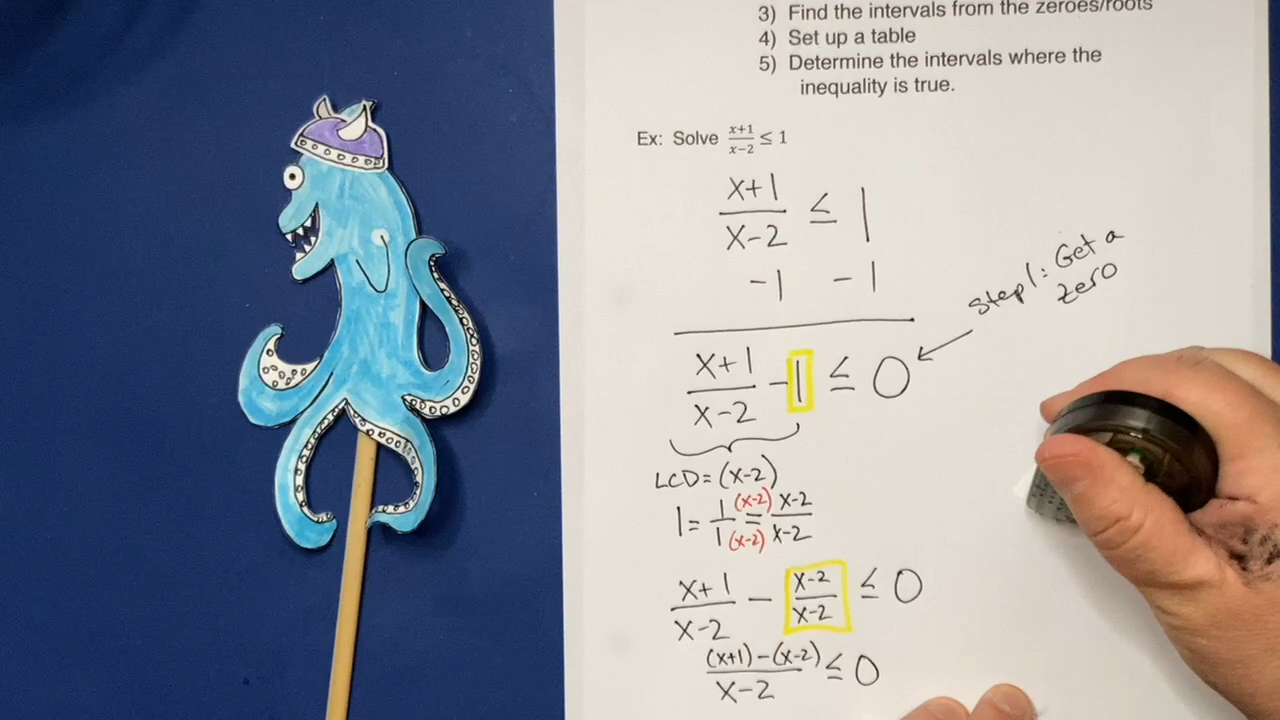 3) Find the intervals from the zeroes/roots
4) Set up a table
5) Determine the intervals where the
inequality is true.
Ex: Solve x+1/x−2 ≤ 1
x+1/x-2 ≤ 1
-1 -1
Step 1: Get a
zero
x+1/x-2 - 1 ≤ 0
LCD = (x-2)
1 = 1(x-2)/1(x-2) = x-2/x-2
x+1/x-2 - x-2/x-2 ≤ 0
(x+1)-(x-2)/x-2 ≤ 0